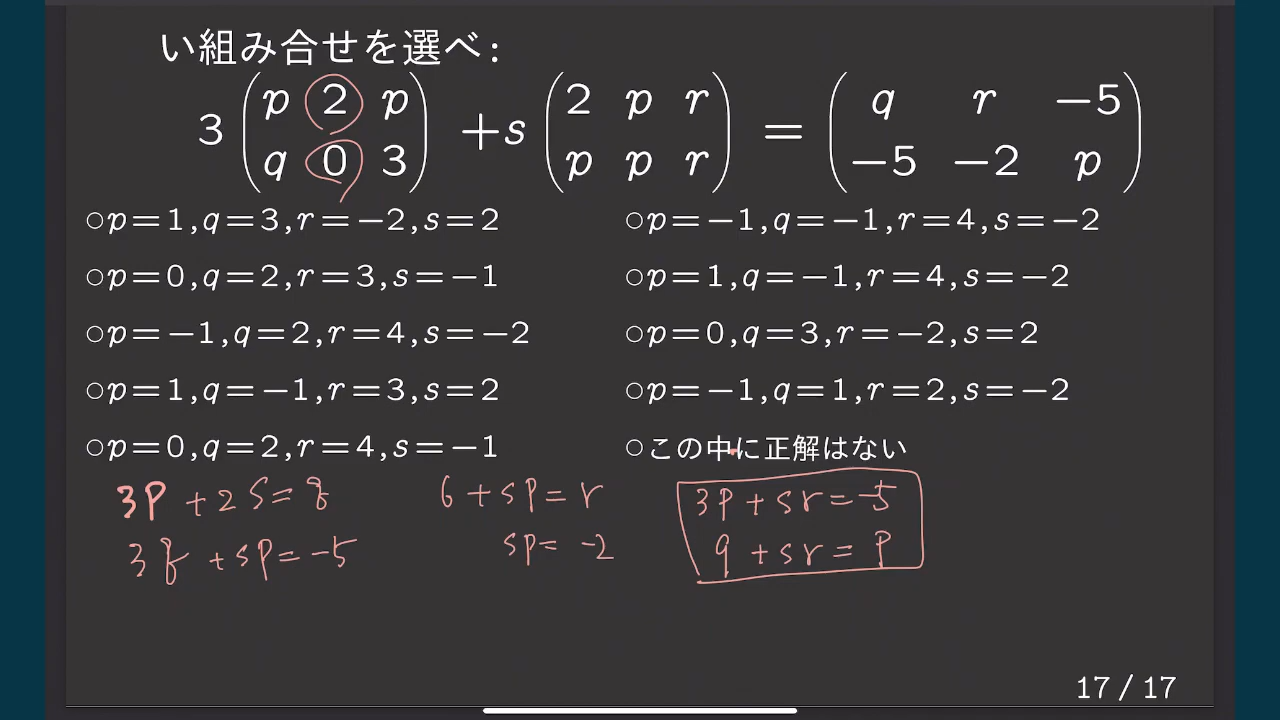 い組み合せを選べ:
3(p 2 p
q 0 3)+s(2 p r
p p r)=(q r −5
−5 −2 p)
○p=1,q=3,r=−2,s=2
○p=−1,q=−1,r=4,s=−2
○p=0,q=2,r=3,s=−1
○p=1,q=−1,r=4,s=−2
○p=−1,q=2,r=4,s=−2
○p=0,q=3,r=−2,s=2
○p=1,q=−1,r=3,s=2
○p=−1,q=1,r=2,s=−2
○p=0,q=2,r=4,s=−1
○この中に正解はない
3p+2s=q
6+sp=r
3p+sr=−5
3q+sp=−5
sp=−2
9+sr=p
17/17